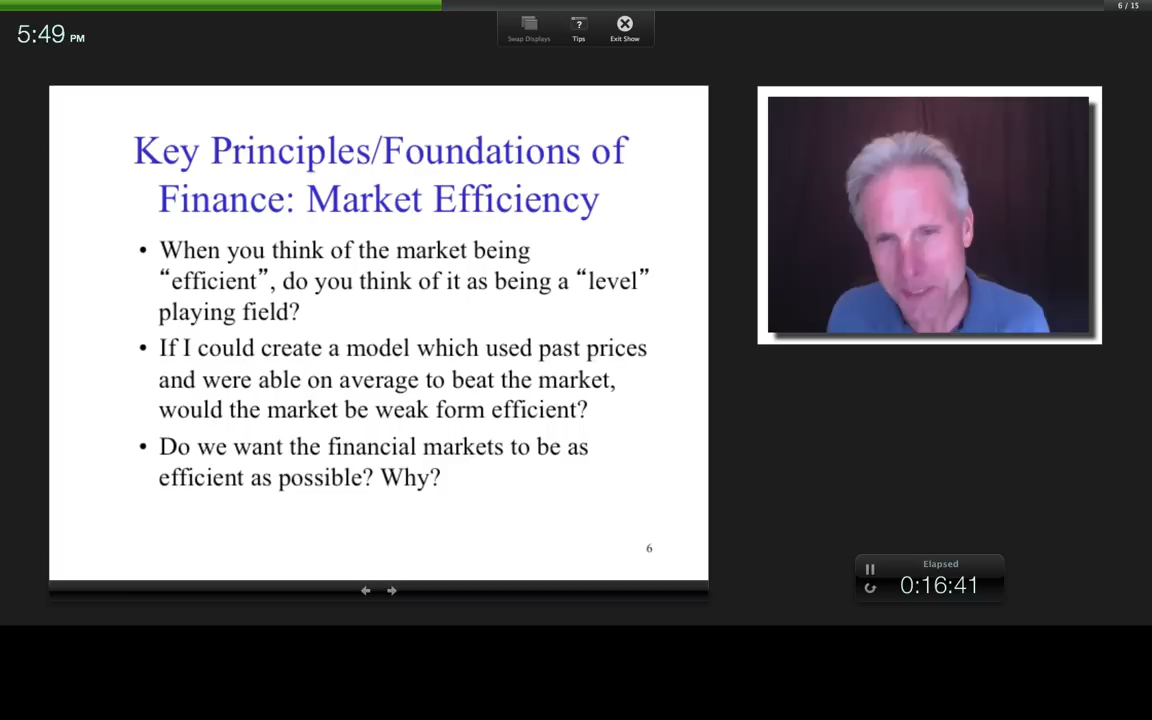 6 / 15
5:49 PM
Swap Displays
?
Tips
Exit Show
Key Principles/Foundations of
Finance: Market Efficiency
• When you think of the market being
“efficient”, do you think of it as being a “level”
playing field?
• If I could create a model which used past prices
and were able on average to beat the market,
would the market be weak form efficient?
• Do we want the financial markets to be as
efficient as possible? Why?
6
Elapsed
0:16:41